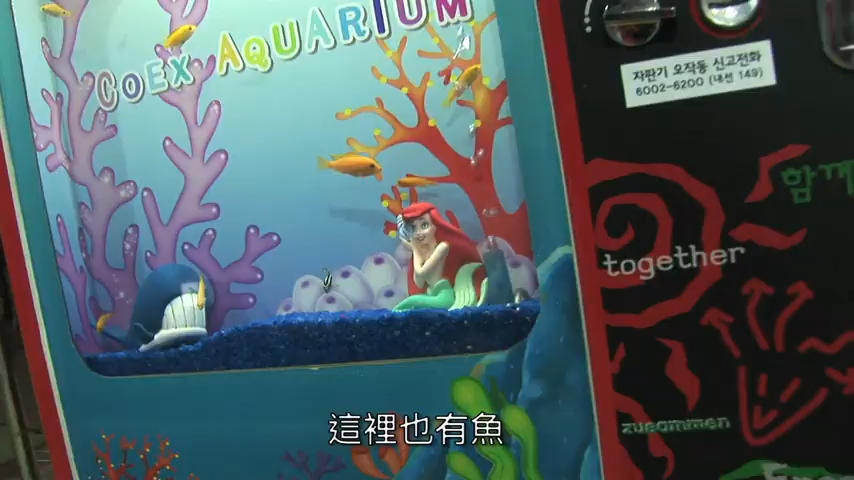 COEX AQUARIUM
자판기 오작동 신고전화
6002-6200 (내선 149)
함께
together
zusammen
這裡也有魚